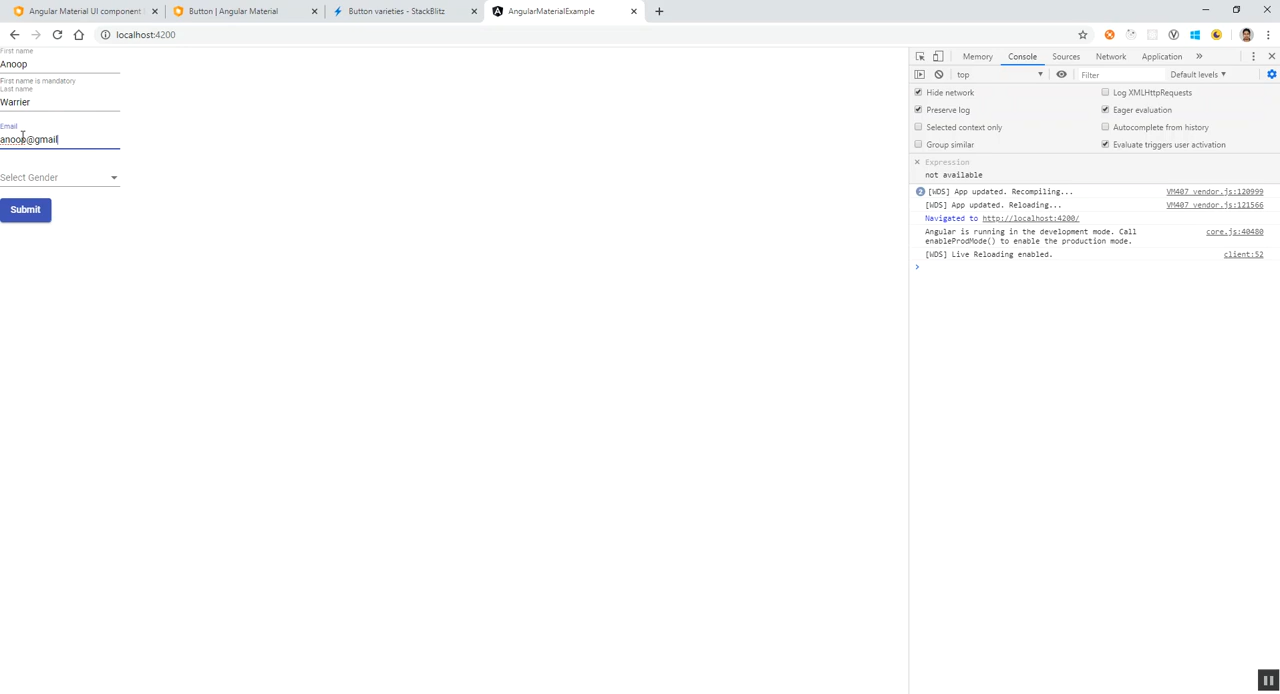 Angular Material UI component
Button | Angular Material
Button varieties - StackBlitz
AngularMaterialExample
localhost:4200
First name
Anoop
First name is mandatory
Last name
Warrier
Email
anoop@gmail
Select Gender
Submit
Memory Console Sources Network Application »
top Filter Default levels ▼
Hide network Log XMLHttpRequests
Preserve log Eager evaluation
Selected context only Autocomplete from history
Group similar Evaluate triggers user activation
Expression
not available
2 [WDS] App updated. Recompiling... VM407 vendor.js:120999
[WDS] App updated. Reloading... VM407 vendor.js:121566
Navigated to http://localhost:4200/
Angular is running in the development mode. Call core.js:40480
enableProdMode() to enable the production mode.
[WDS] Live Reloading enabled. client:52